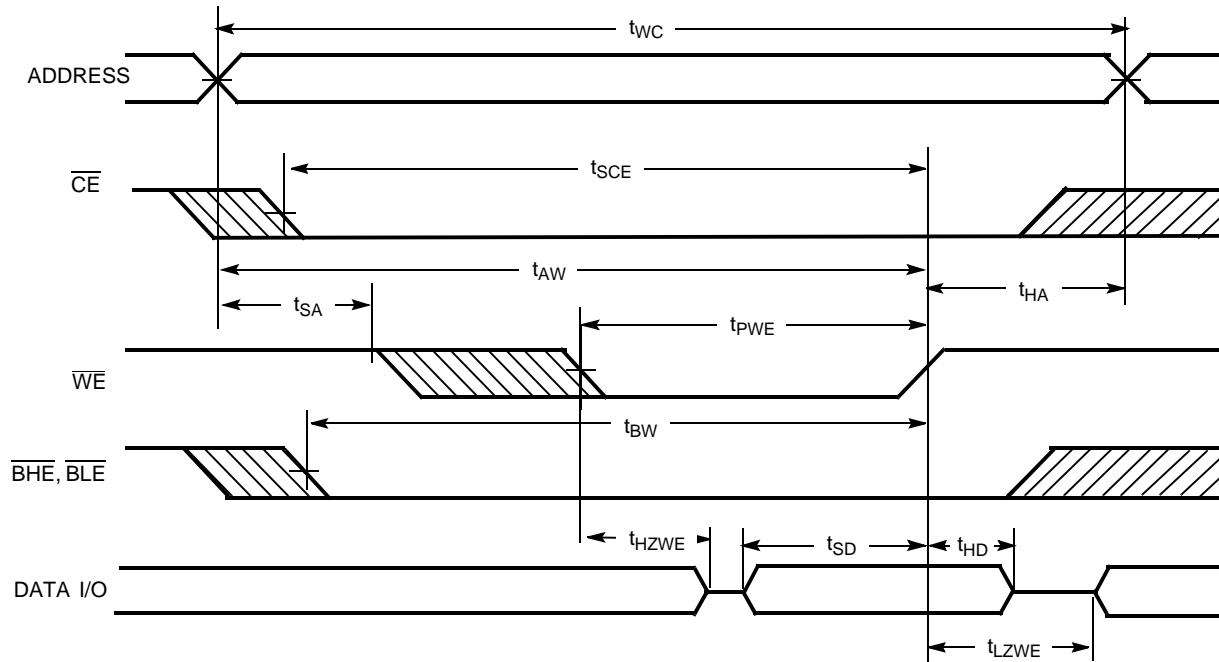 tWC
ADDRESS
tSCE
CE
tAW
tSA
tHA
tPWE
WE
tBW
BHE, BLE
tHZWE
tSD
tHD
DATA I/O
tLZWE